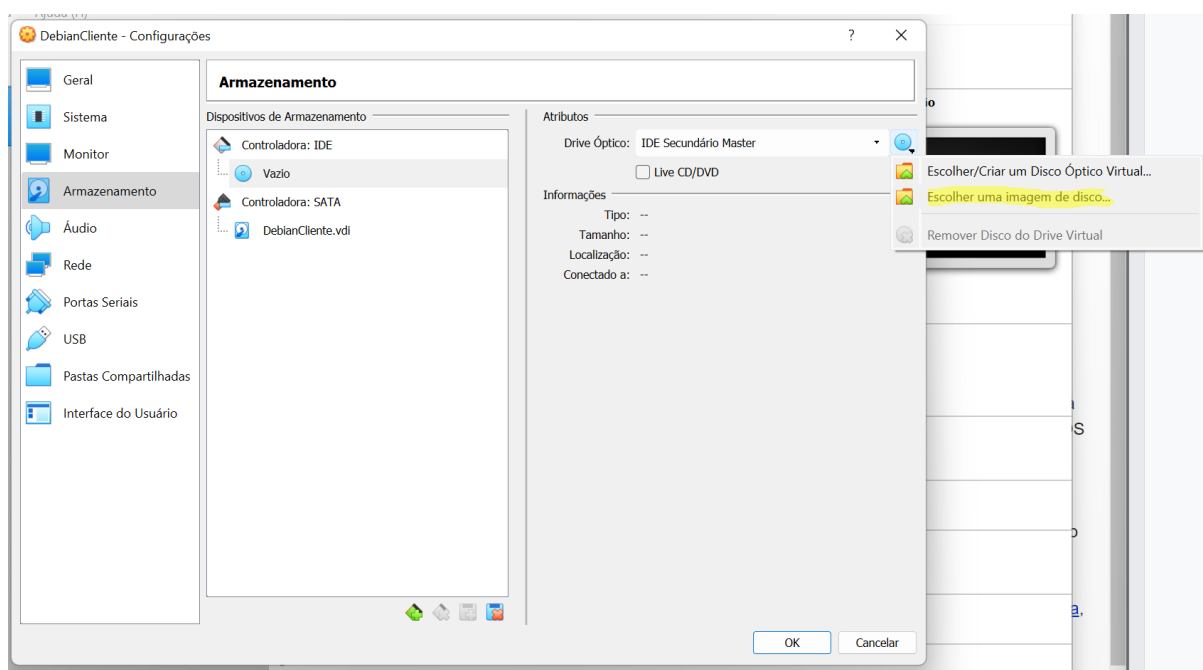 Ajuda (H)
DebianCliente - Configurações
?
Geral
Sistema
Monitor
Armazenamento
Áudio
Rede
Portas Seriais
USB
Pastas Compartilhadas
Interface do Usuário
Armazenamento
Dispositivos de Armazenamento
Controladora: IDE
Vazio
Controladora: SATA
DebianCliente.vdi
Atributos
Drive Óptico: IDE Secundário Master
Live CD/DVD
Informações
Tipo: --
Tamanho: --
Localização: --
Conectado a: --
Escolher/Criar um Disco Óptico Virtual...
Escolher uma imagem de disco...
Remover Disco do Drive Virtual
OK
Cancelar